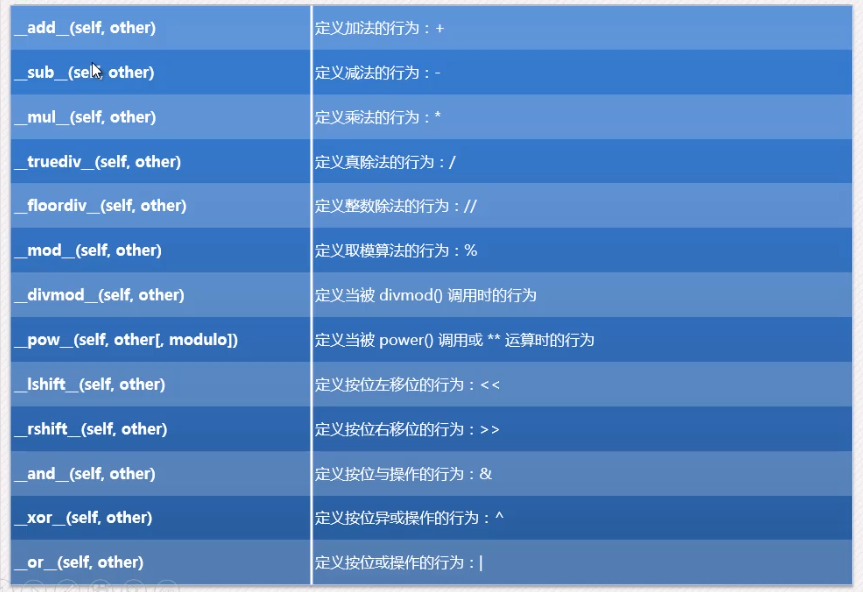 __add__(self, other) 定义加法的行为：+
__sub__(self, other) 定义减法的行为：-
__mul__(self, other) 定义乘法的行为：*
__truediv__(self, other) 定义真除法的行为：/
__floordiv__(self, other) 定义整数除法的行为：//
__mod__(self, other) 定义取模算法的行为：%
__divmod__(self, other) 定义当被 divmod() 调用时的行为
__pow__(self, other[, modulo]) 定义当被 power() 调用或 ** 运算时的行为
__lshift__(self, other) 定义按位左移位的行为：<<
__rshift__(self, other) 定义按位右移位的行为：>>
__and__(self, other) 定义按位与操作的行为：&
__xor__(self, other) 定义按位异或操作的行为：^
__or__(self, other) 定义按位或操作的行为：|